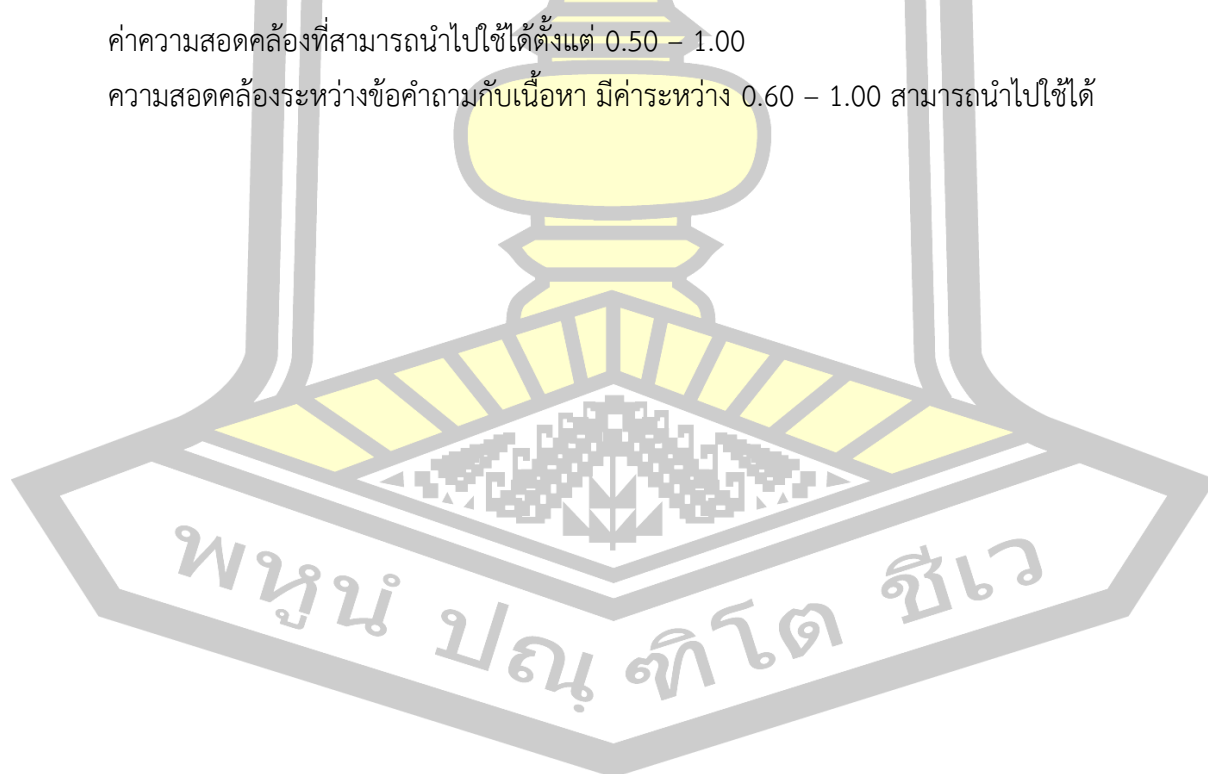 ค่าความสอดคล้องที่สามารถนำไปใช้ได้ตั้งแต่ 0.50 – 1.00
ความสอดคล้องระหว่างข้อคำถามกับเนื้อหา มีค่าระหว่าง 0.60 – 1.00 สามารถนำไปใช้ได้
พหูนํ ปณฺฑิโต ชีเว